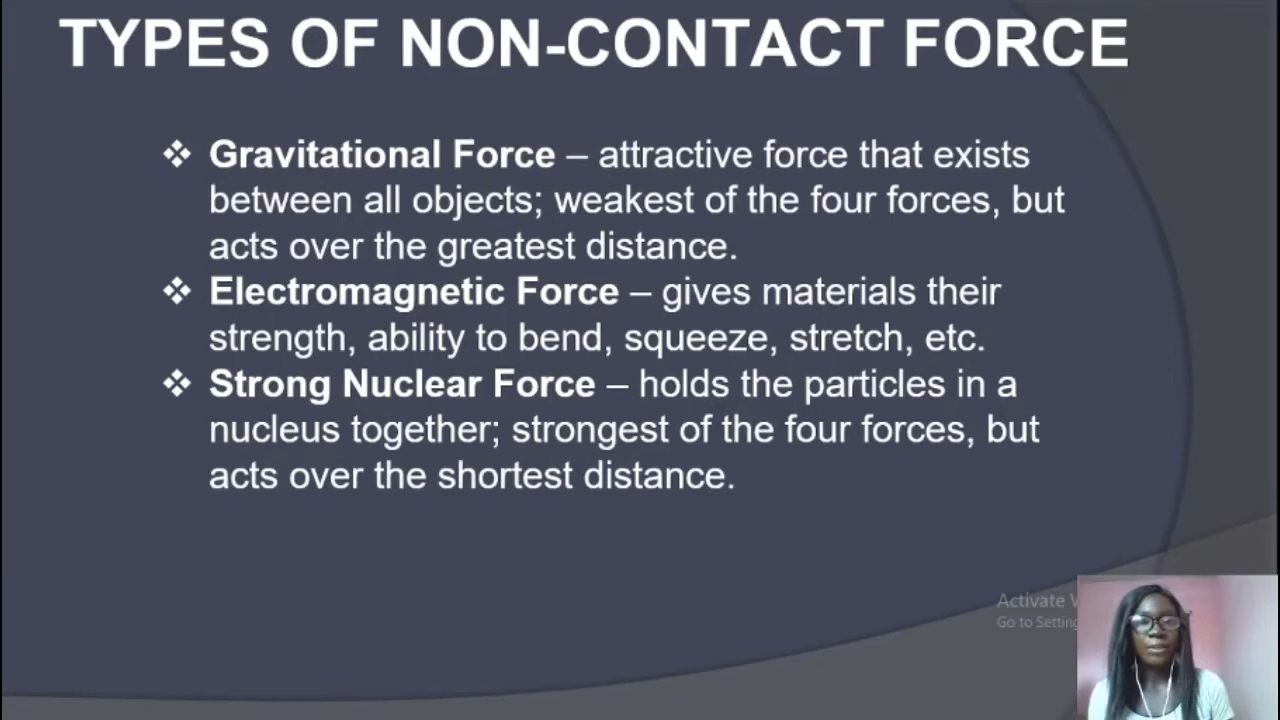 TYPES OF NON-CONTACT FORCE
❖ Gravitational Force – attractive force that exists
between all objects; weakest of the four forces, but
acts over the greatest distance.
❖ Electromagnetic Force – gives materials their
strength, ability to bend, squeeze, stretch, etc.
❖ Strong Nuclear Force – holds the particles in a
nucleus together; strongest of the four forces, but
acts over the shortest distance.
Activate
Go to Setting